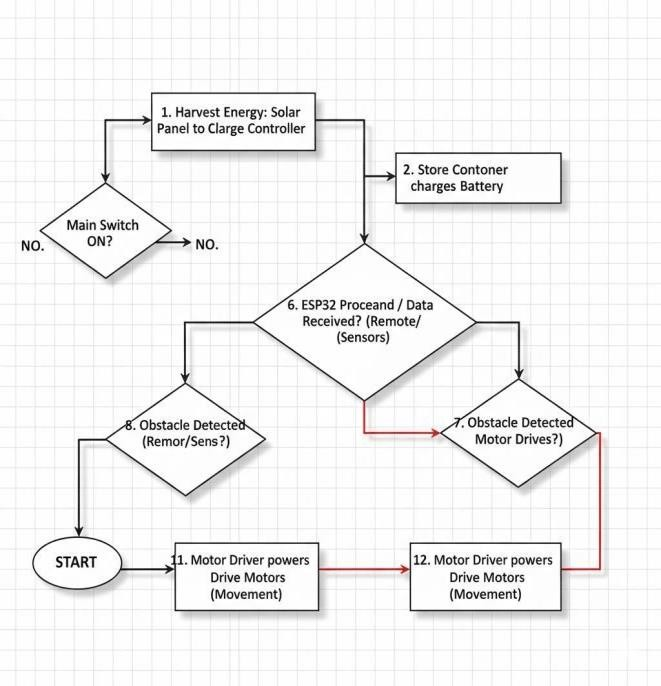 1. Harvest Energy: Solar
Panel to Clarge Controller
2. Store Contoner
charges Battery
Main Switch
ON?
NO.
NO.
6. ESP32 Proceand / Data
Received? (Remote/
(Sensors)
8. Obstacle Detected
(Remor/Sens?)
7. Obstacle Detected
Motor Drives?)
START
11. Motor Driver powers
Drive Motors
(Movement)
12. Motor Driver powers
Drive Motors
(Movement)